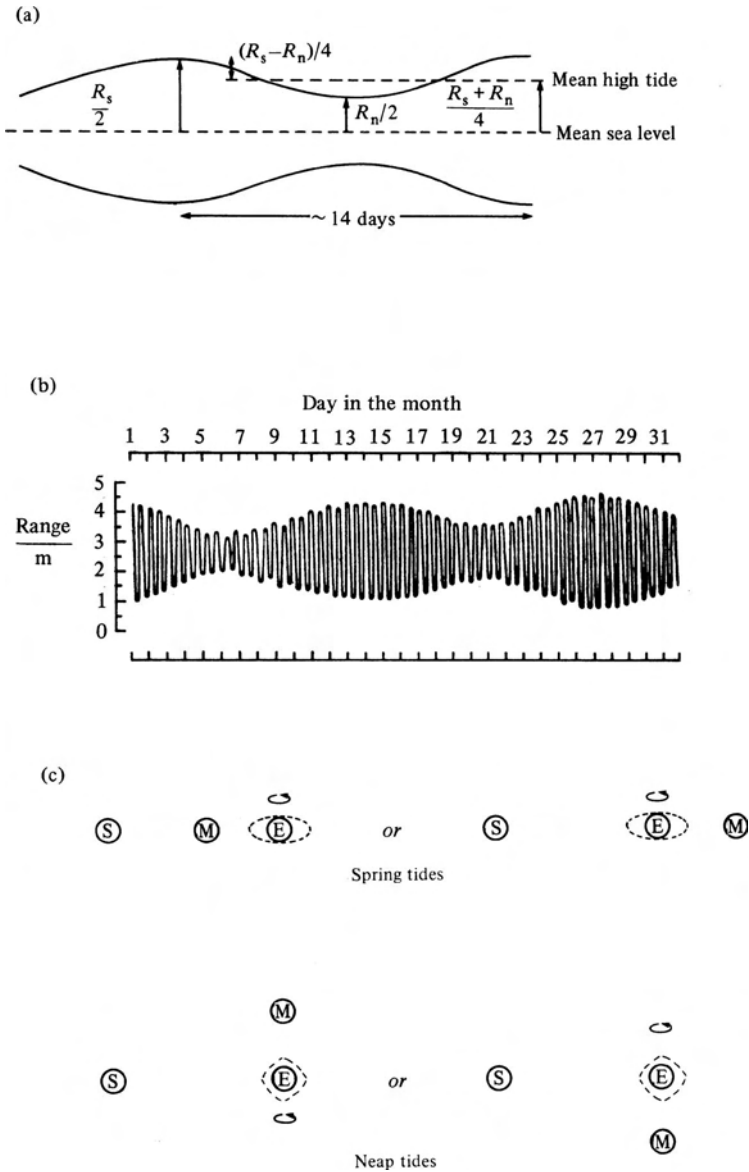 (a)
(Rs−Rn)/4
Mean high tide
Rs/2
Rn/2
(Rs + Rn)/4
Mean sea level
~ 14 days
(b)
Day in the month
1 3 5 7 9 11 13 15 17 19 21 23 25 27 29 31
Range/m
5
4
3
2
1
0
(c)
S M E or S E M
Spring tides
M
S E or S E
M
Neap tides